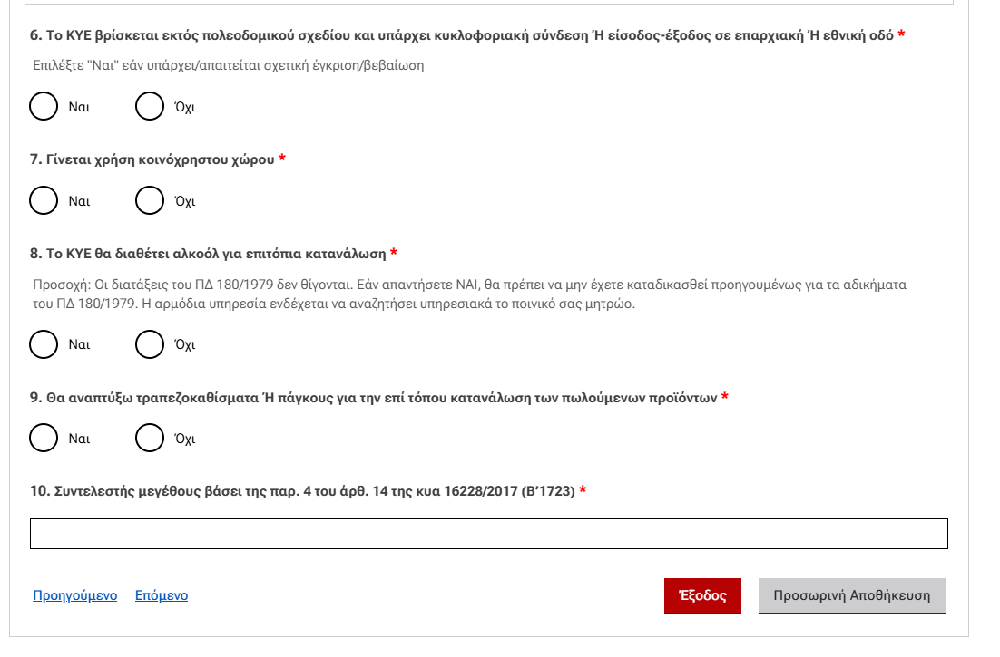 6. Το ΚΥΕ βρίσκεται εκτός πολεοδομικού σχεδίου και υπάρχει κυκλοφοριακή σύνδεση Ή είσοδος-έξοδος σε επαρχιακή Ή εθνική οδό *
Επιλέξτε "Ναι" εάν υπάρχει/απαιτείται σχετική έγκριση/βεβαίωση
Ναι Όχι
7. Γίνεται χρήση κοινόχρηστου χώρου *
Ναι Όχι
8. Το ΚΥΕ θα διαθέτει αλκοόλ για επιτόπια κατανάλωση *
Προσοχή: Οι διατάξεις του ΠΔ 180/1979 δεν θίγονται. Εάν απαντήσετε ΝΑΙ, θα πρέπει να μην έχετε καταδικασθεί προηγουμένως για τα αδικήματα
του ΠΔ 180/1979. Η αρμόδια υπηρεσία ενδέχεται να αναζητήσει υπηρεσιακά το ποινικό σας μητρώο.
Ναι Όχι
9. Θα αναπτύξω τραπεζοκαθίσματα Ή πάγκους για την επί τόπου κατανάλωση των πωλούμενων προϊόντων *
Ναι Όχι
10. Συντελεστής μεγέθους βάσει της παρ. 4 του άρθ. 14 της κυα 16228/2017 (Β’1723) *
Προηγούμενο Επόμενο Έξοδος Προσωρινή Αποθήκευση